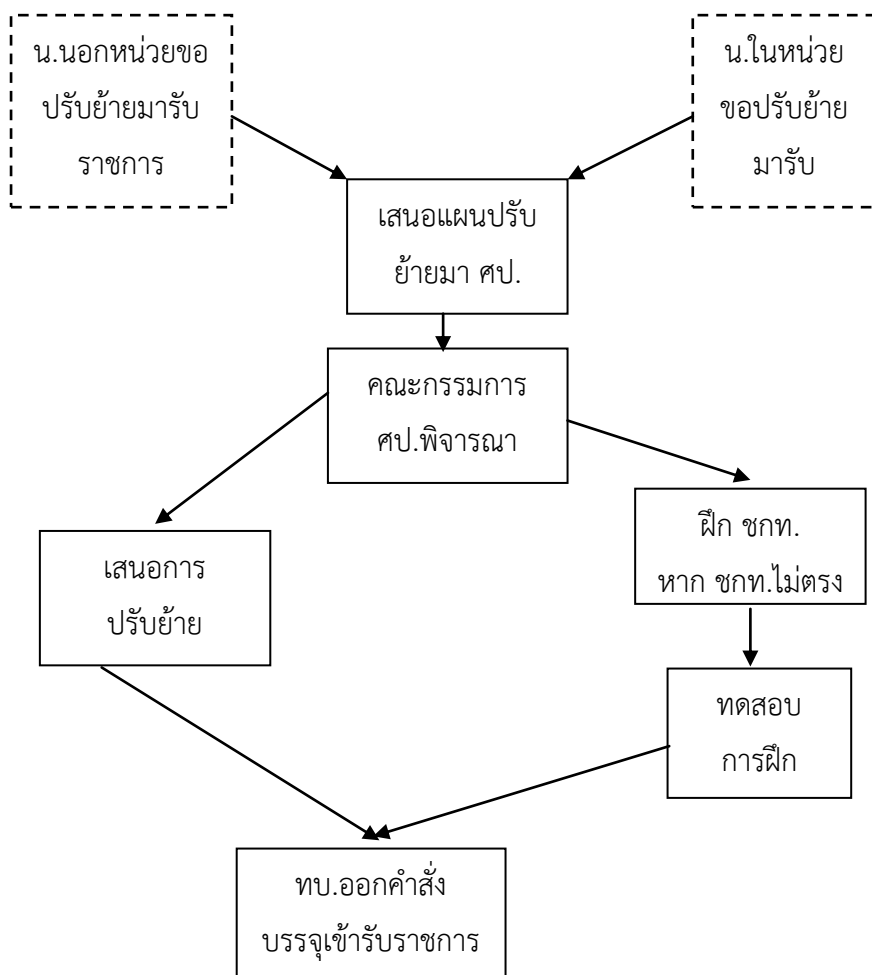 น.นอกหน่วยขอ
ปรับย้ายมารับ
ราชการ
น.ในหน่วย
ขอปรับย้าย
มารับ
เสนอแผนปรับ
ย้ายมา ศป.
คณะกรรมการ
ศป.พิจารณา
เสนอการ
ปรับย้าย
ฝึก ชกท.
หาก ชกท.ไม่ตรง
ทดสอบ
การฝึก
ทบ.ออกคำสั่ง
บรรจุเข้ารับราชการ